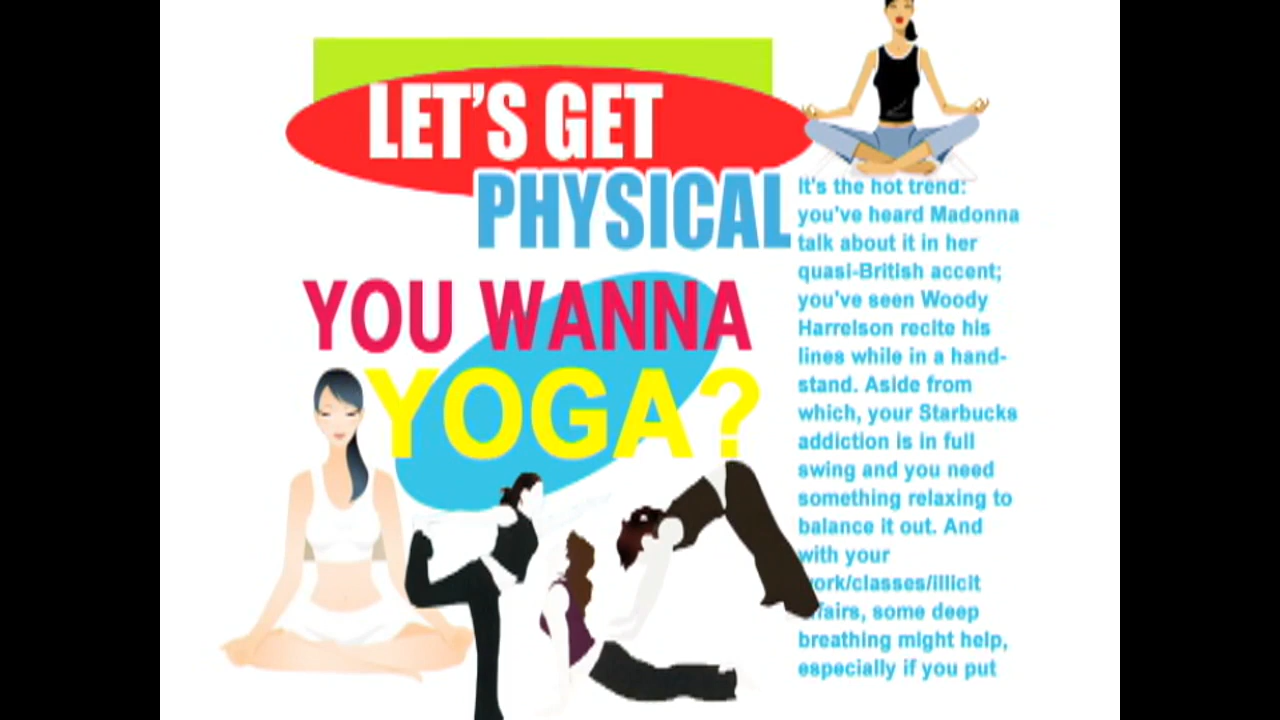 LET'S GET
PHYSICAL
YOU WANNA
YOGA?
It's the hot trend:
you've heard Madonna
talk about it in her
quasi-British accent;
you've seen Woody
Harrelson recite his
lines while in a hand-
stand. Aside from
which, your Starbucks
addiction is in full
swing and you need
something relaxing to
balance it out. And
with your
work/classes/illicit
affairs, some deep
breathing might help,
especially if you put